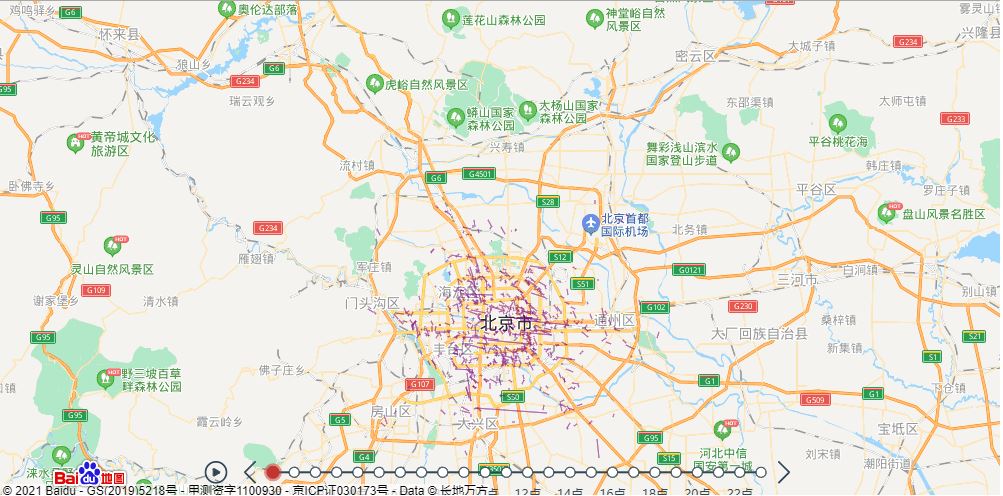 鸡鸣驿乡
G6
奥伦达部落
莲花山森林公园
神堂峪自然
风景区
雾灵山乡
怀来县
兴隆县
大城子镇
G234
密云区
狼山乡
G6
G234
虎峪自然风景区
G95
瑞云观乡
蟒山国家
森林公园
太杨山国家
森林公园
东邵渠镇
太师屯镇
G233
黄帝城文化
旅游区
HOT
平谷桃花海
兴寿镇
舞彩浅山滨水
国家登山步道
流村镇
韩庄镇
G6
G4501
卧佛寺乡
平谷区
罗庄子镇
S28
G95
北京首都
国际机场
HOT
盘山风景名胜区
G234
北务镇
HOT
雁翅镇
S12
灵山自然风景区
军庄镇
G0121
白涧镇
三河市
S51
G109
海淀区
别山镇
谢家堡乡
清水镇
门头沟区
G102
G230
北京市
通州区
桑梓镇
大厂回族自治县
G95
S21
丰台区
新集镇
S1
佛子庄乡
HOT
野三坡百草
畔森林公园
G107
G1
下仓镇
S50
G1
G509
房山区
G95
霞云岭乡
G5
大兴区
HOT
河北中信
国安第一城
宝坻区
G95
G4
S15
刘宋镇
潮阳街道
Bai du 地图
© 2021 Baidu - GS(2019)5218号 - 甲测资字1100930 - 京ICP证030173号 - Data © 长地万方
12点
14点
16点
18点
20点
22点